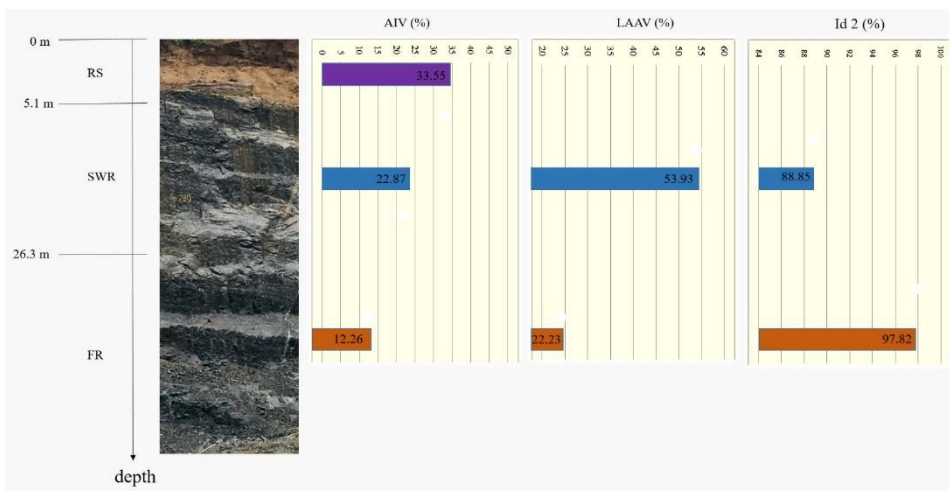 AIV (%)
LAAV (%)
Id 2 (%)
0 m
0 5 10 15 20 25 30 35 40 45 50
20 25 30 35 40 45 50 55 60
84 86 88 90 92 94 96 98 100
RS
33.55
5.1 m
SWR
22.87
53.93
88.85
26.3 m
12.26
22.23
97.82
FR
depth